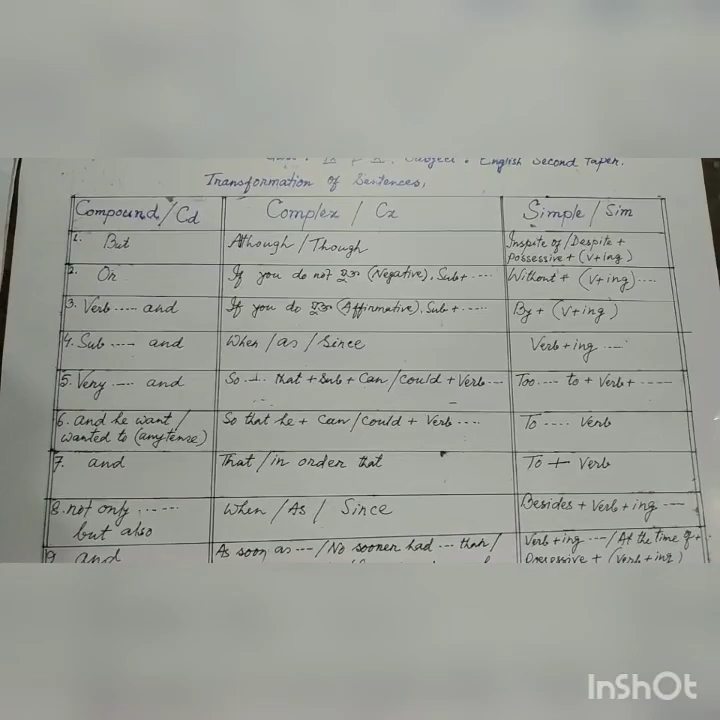 Subject : English Second Paper.
Transformation of Sentences,
Compound/Cd Complex / Cx Simple / Sim
1. But Although / Though Inspite of / Despite + possessive + (v+ing)
2. Or If you do not যুক্ত (Negative), Sub + .... Without + (v+ing) ....
3. Verb .... and If you do যুক্ত (Affirmative), Sub + .... By + (v+ing)
4. Sub .... and When / as / Since Verb + ing ....
5. Very .... and So ... that + Sub + Can / Could + Verb ... Too .... to + Verb + ....
6. and he want / wanted to (any tense) So that he + Can / Could + Verb .... To .... Verb
7. and That / in order that To + Verb
8. not only ..... but also When / As / Since Besides + Verb + ing ....
9. and As soon as ... / No sooner had ... than / Verb + ing ... / At the time of + Possessive + (Verb + ing)
InShOt